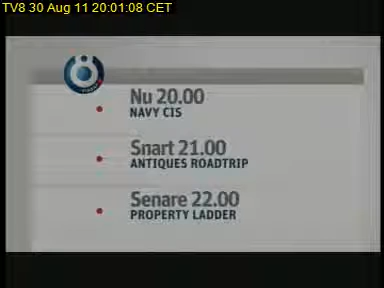 TV8 30 Aug 11 20:01:08 CET
Nu 20.00
NAVY CIS
Snart 21.00
ANTIQUES ROADTRIP
Senare 22.00
PROPERTY LADDER